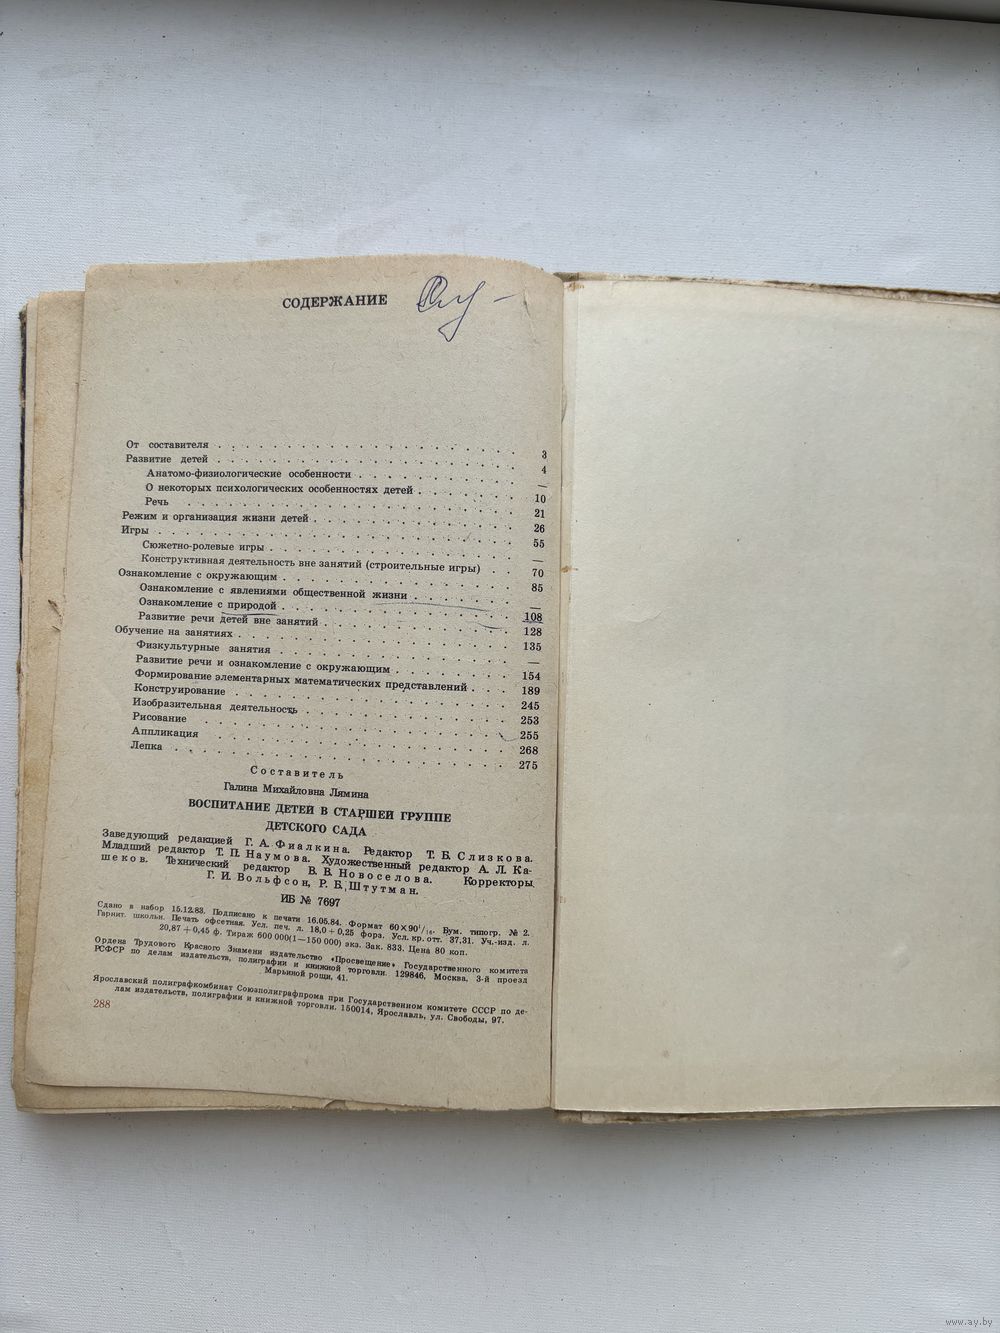 СОДЕРЖАНИЕ
От составителя . . . . . . . . . . . . . . . . . . . . . . 3
Развитие детей . . . . . . . . . . . . . . . . . . . . . . 4
Анатомо-физиологические особенности . . . . . . . . . . —
О некоторых психологических особенностях детей . . . . . . 10
Речь . . . . . . . . . . . . . . . . . . . . . . . . 21
Режим и организация жизни детей . . . . . . . . . . . . . . 26
Игры . . . . . . . . . . . . . . . . . . . . . . . . . 55
Сюжетно-ролевые игры . . . . . . . . . . . . . . . . . —
Конструктивная деятельность вне занятий (строительные игры) . . 70
Ознакомление с окружающим . . . . . . . . . . . . . . . . 85
Ознакомление с явлениями общественной жизни . . . . . . . . —
Ознакомление с природой . . . . . . . . . . . . . . . . 108
Развитие речи детей вне занятий . . . . . . . . . . . . . 128
Обучение на занятиях . . . . . . . . . . . . . . . . . . . 135
Физкультурные занятия . . . . . . . . . . . . . . . . . —
Развитие речи и ознакомление с окружающим . . . . . . . . 154
Формирование элементарных математических представлений . . . 189
Конструирование . . . . . . . . . . . . . . . . . . . . 245
Изобразительная деятельность . . . . . . . . . . . . . . 253
Рисование . . . . . . . . . . . . . . . . . . . . . . 255
Аппликация . . . . . . . . . . . . . . . . . . . . . . 268
Лепка . . . . . . . . . . . . . . . . . . . . . . . . 275
Составитель
Галина Михайловна Лямина
ВОСПИТАНИЕ ДЕТЕЙ В СТАРШЕЙ ГРУППЕ
ДЕТСКОГО САДА
Заведующий редакцией Г. А. Фиалкина. Редактор Т. Б. Слизкова.
Младший редактор Т. П. Наумова. Художественный редактор А. Л. Ка-
шеков. Технический редактор В. В. Новоселова. Корректоры
Г. И. Вольфсон, Р. Б. Штутман.
ИБ № 7697
Сдано в набор 15.12.83. Подписано к печати 16.05.84. Формат 60×90¹/₁₆. Бум. типогр. № 2.
Гарнит. школьн. Печать офсетная. Усл. печ. л. 18,0 + 0,25 форз. Усл. кр. отт. 37,31. Уч.-изд. л.
20,87 + 0,45 ф. Тираж 600 000(1—150 000) экз. Зак. 833. Цена 80 коп.
Ордена Трудового Красного Знамени издательство «Просвещение» Государственного комитета
РСФСР по делам издательств, полиграфии и книжной торговли. 129846, Москва, 3-й проезд
Марьиной рощи, 41.
Ярославский полиграфкомбинат Союзполиграфпрома при Государственном комитете СССР по де-
лам издательств, полиграфии и книжной торговли. 150014, Ярославль, ул. Свободы, 97.
288
www.ay.by